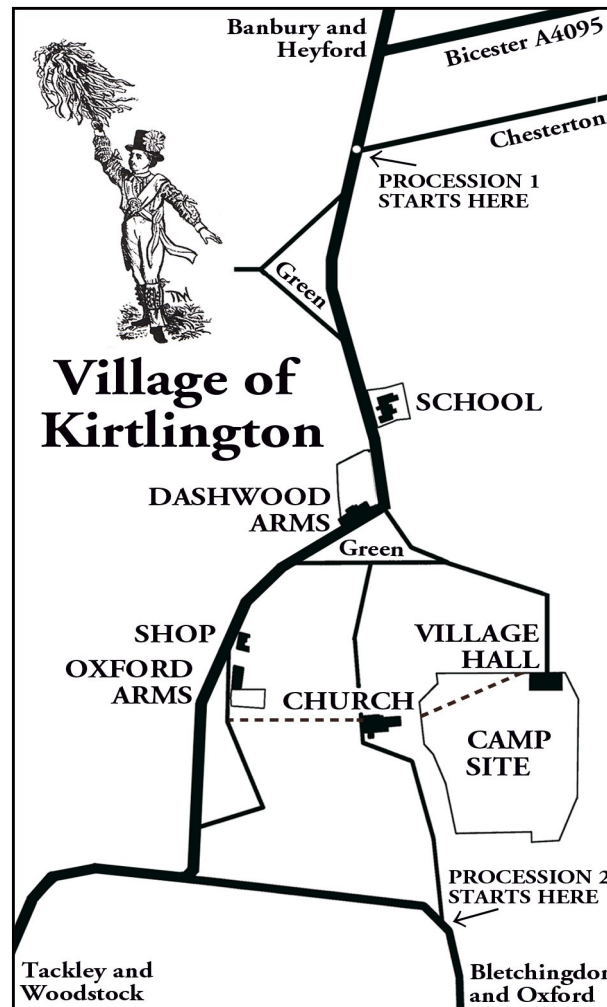 Banbury and
Heyford
Bicester A4095
Chesterton
PROCESSION 1
STARTS HERE
Green
Village of
Kirtlington
SCHOOL
DASHWOOD
ARMS
Green
SHOP
VILLAGE
HALL
OXFORD
ARMS
CHURCH
CAMP
SITE
PROCESSION 2
STARTS HERE
Tackley and
Woodstock
Bletchingdon
and Oxford